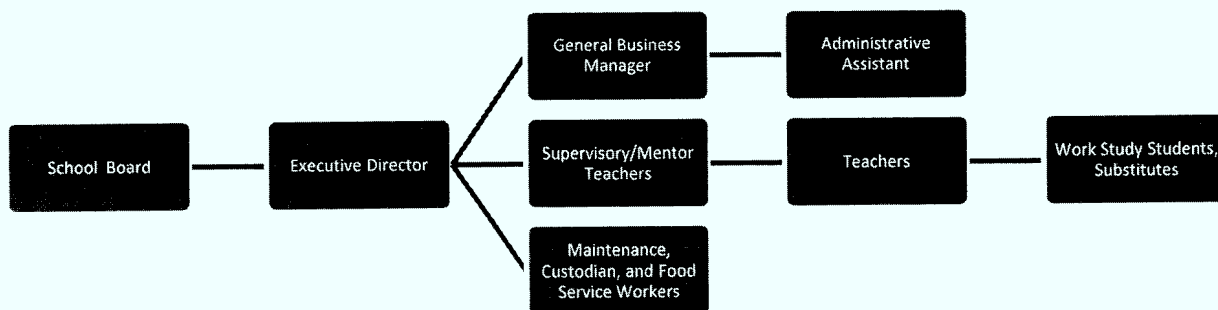 School Board
Executive Director
General Business
Manager
Administrative
Assistant
Supervisory/Mentor
Teachers
Teachers
Work Study Students,
Substitutes
Maintenance,
Custodian, and Food
Service Workers